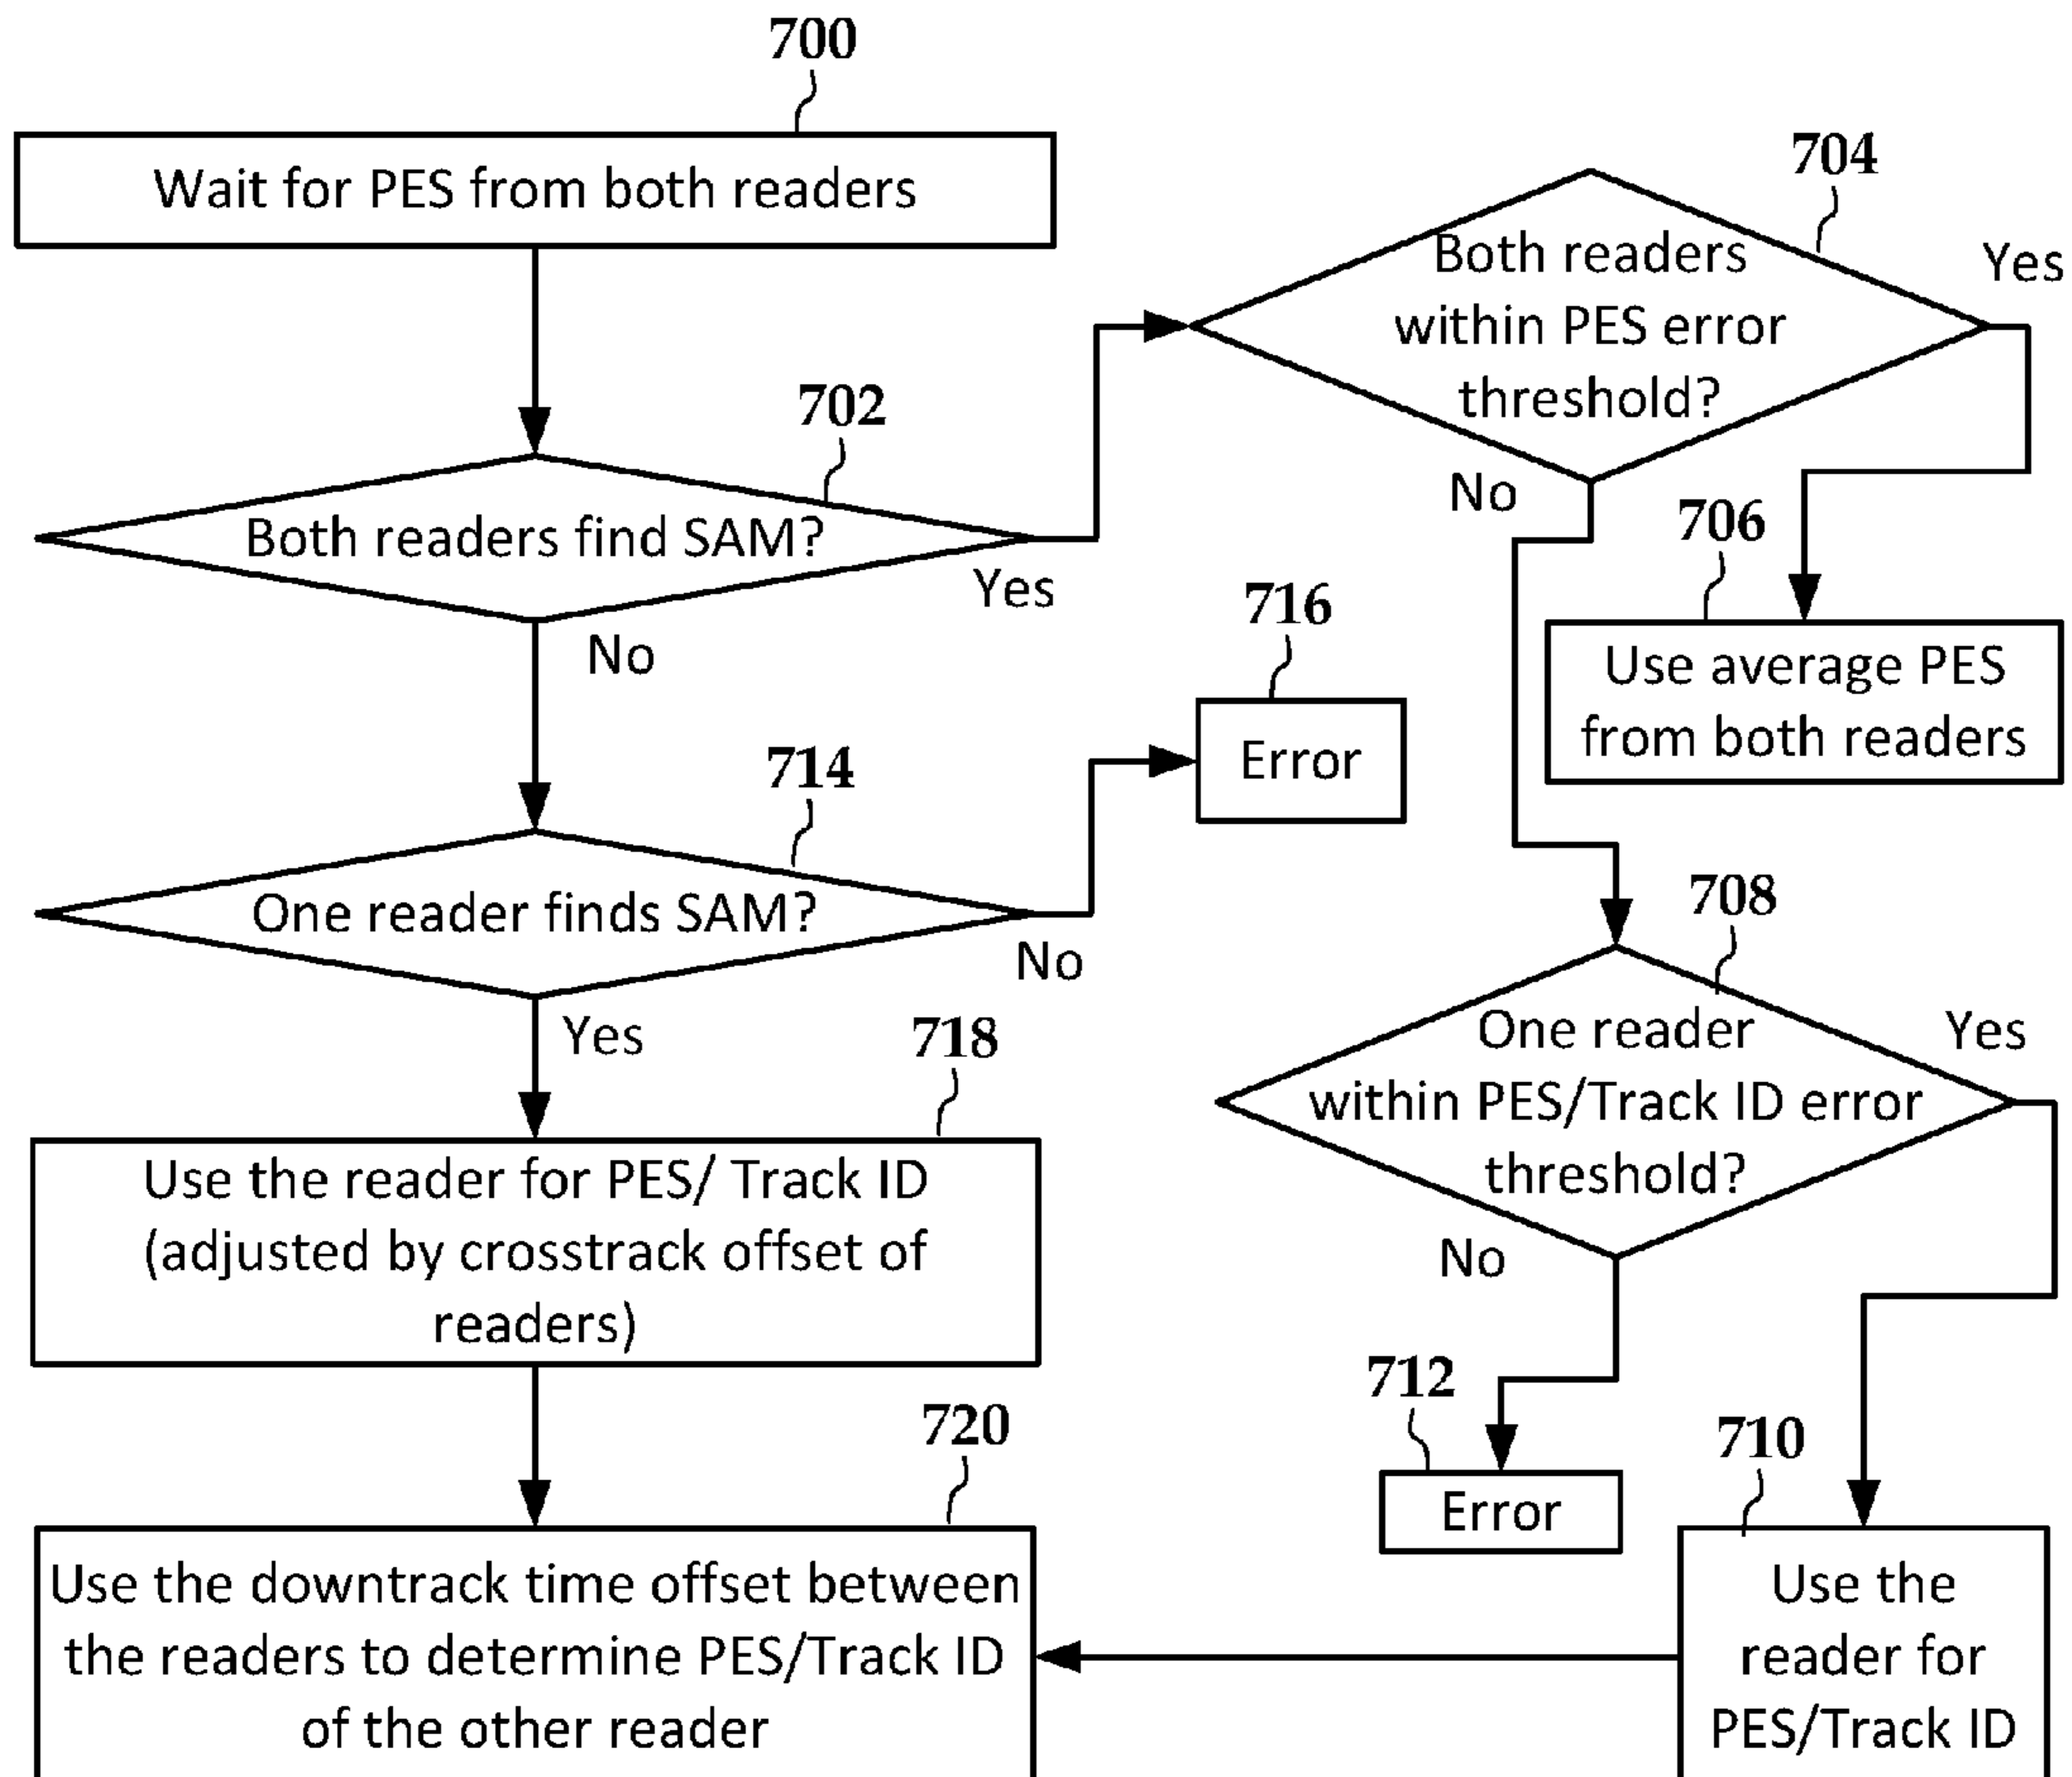 700
Wait for PES from both readers
702
Both readers find SAM?
Yes
No
704
Both readers
within PES error
threshold?
Yes
No
706
Use average PES
from both readers
716
Error
714
One reader finds SAM?
No
Yes
708
One reader
within PES/Track ID error
threshold?
Yes
No
718
Use the reader for PES/ Track ID
(adjusted by crosstrack offset of
readers)
712
Error
710
Use the
reader for
PES/Track ID
720
Use the downtrack time offset between
the readers to determine PES/Track ID
of the other reader